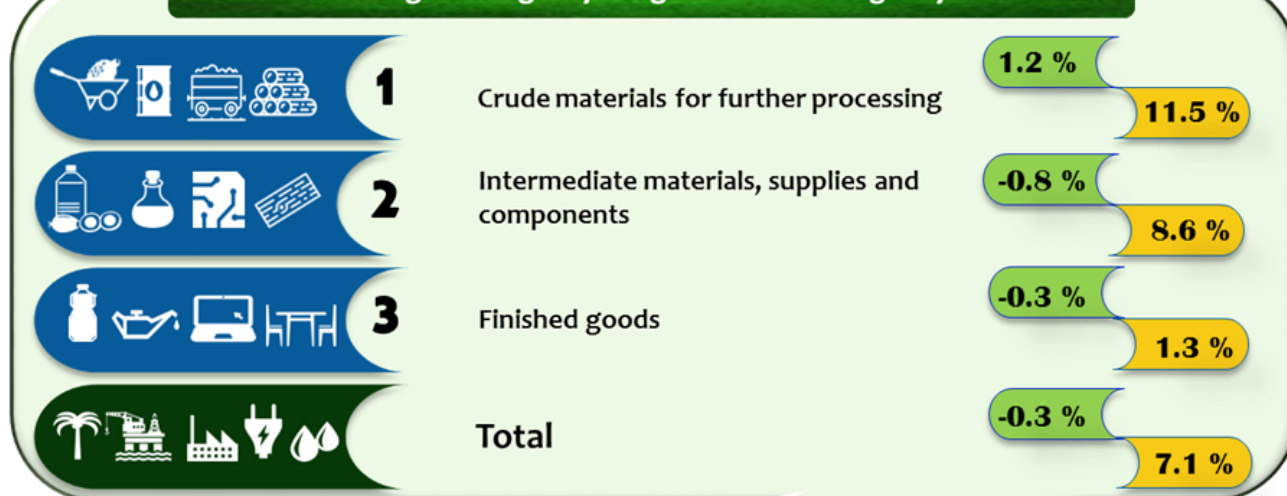 1
Crude materials for further processing
1.2 %
11.5 %
2
Intermediate materials, supplies and
components
-0.8 %
8.6 %
3
Finished goods
-0.3 %
1.3 %
Total
-0.3 %
7.1 %